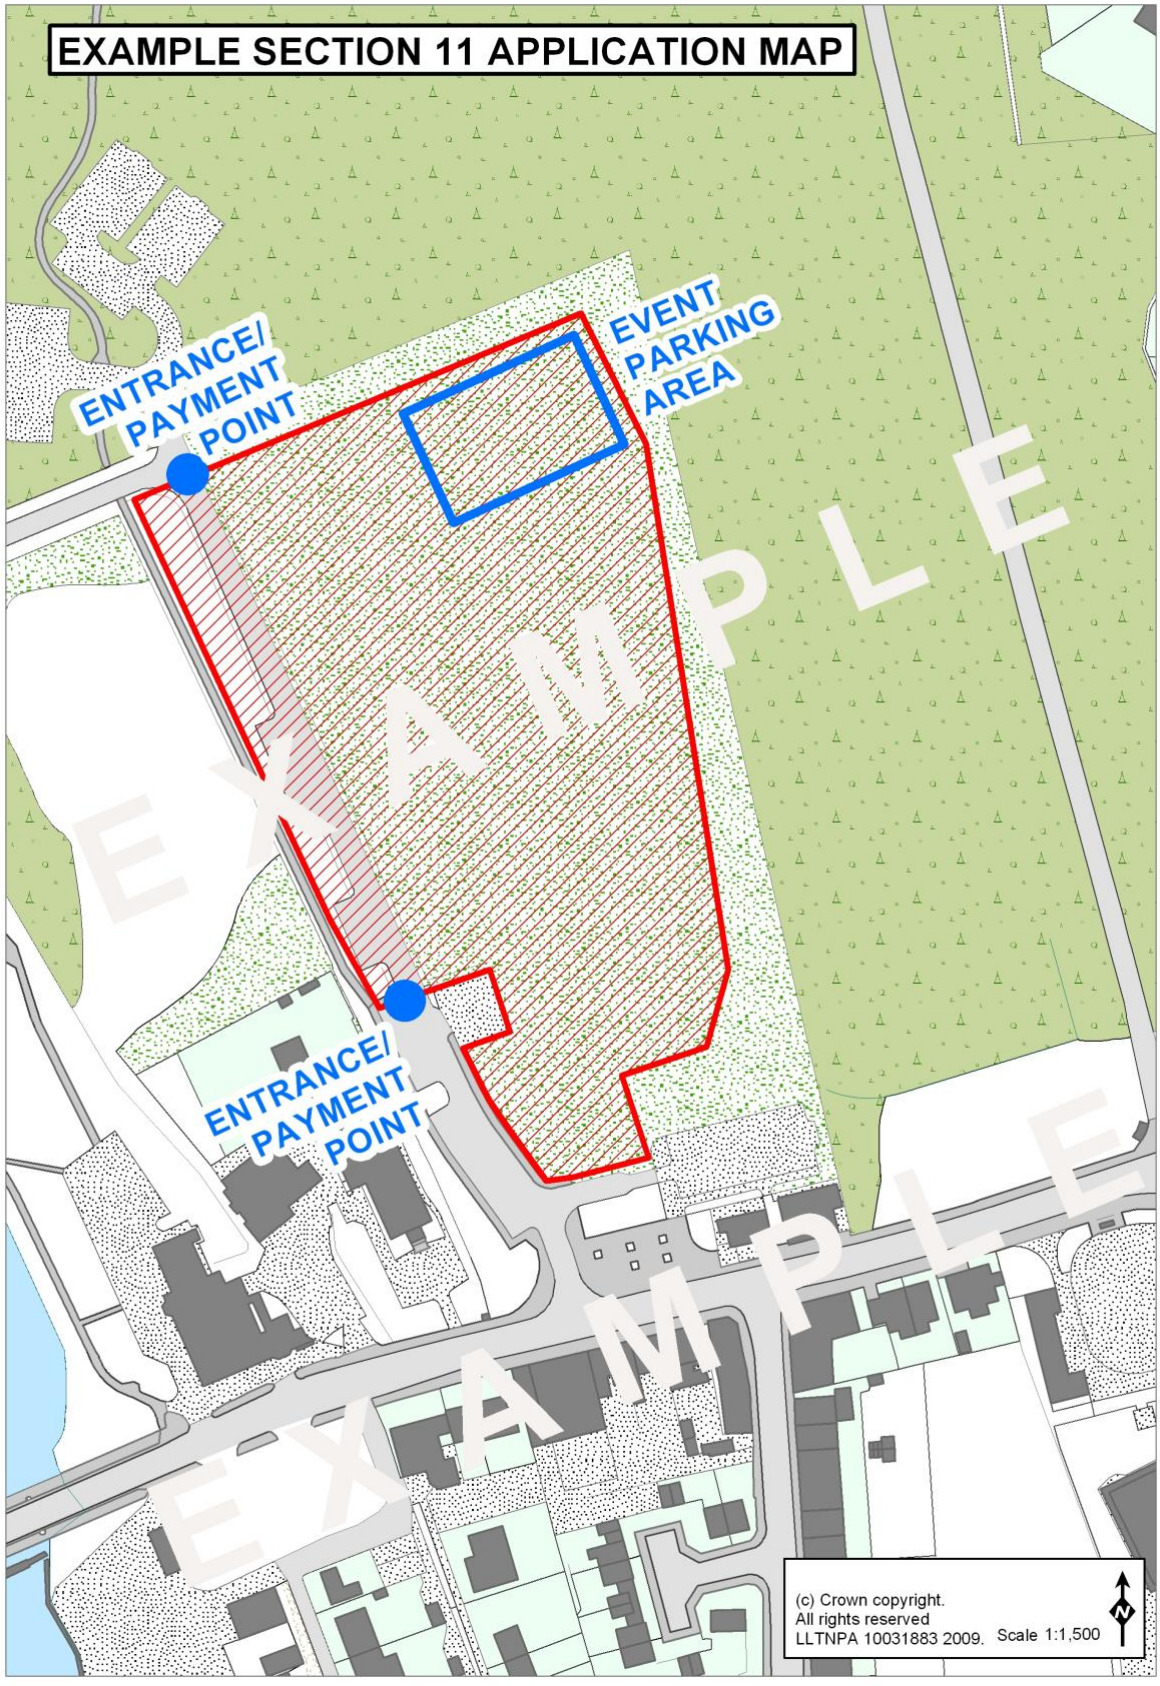 EXAMPLE SECTION 11 APPLICATION MAP
EVENT
PARKING
AREA
ENTRANCE/
PAYMENT
POINT
EXAMPLE
ENTRANCE/
PAYMENT
POINT
EXAMPLE
(c) Crown copyright.
All rights reserved
LLTNPA 10031883 2009. Scale 1:1,500
N